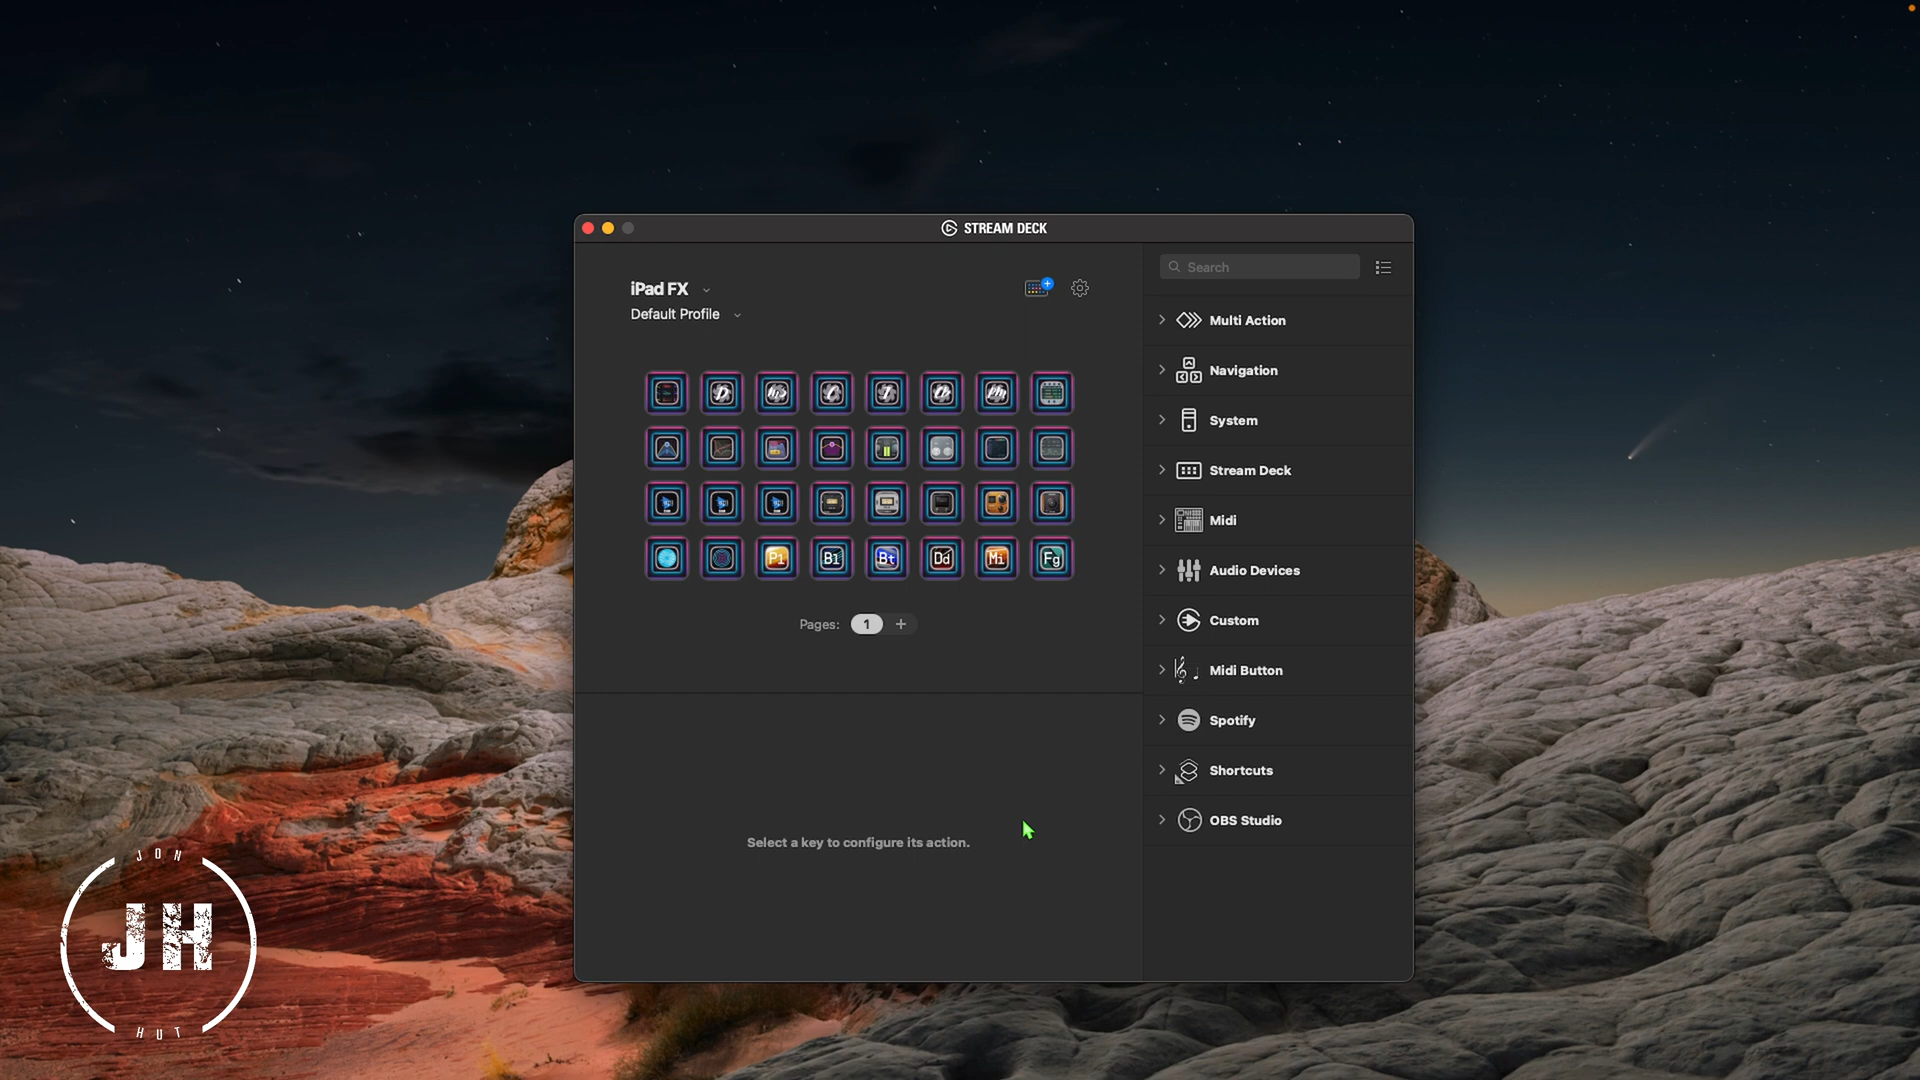 STREAM DECK
iPad FX
Default Profile
Search
Multi Action
Navigation
System
Stream Deck
Midi
Audio Devices
Custom
Midi Button
Spotify
Shortcuts
OBS Studio
D
C
Pi
Bi
Bt
Dd
Mi
Fg
Pages: 1 +
Select a key to configure its action.
JON
JH
HUT